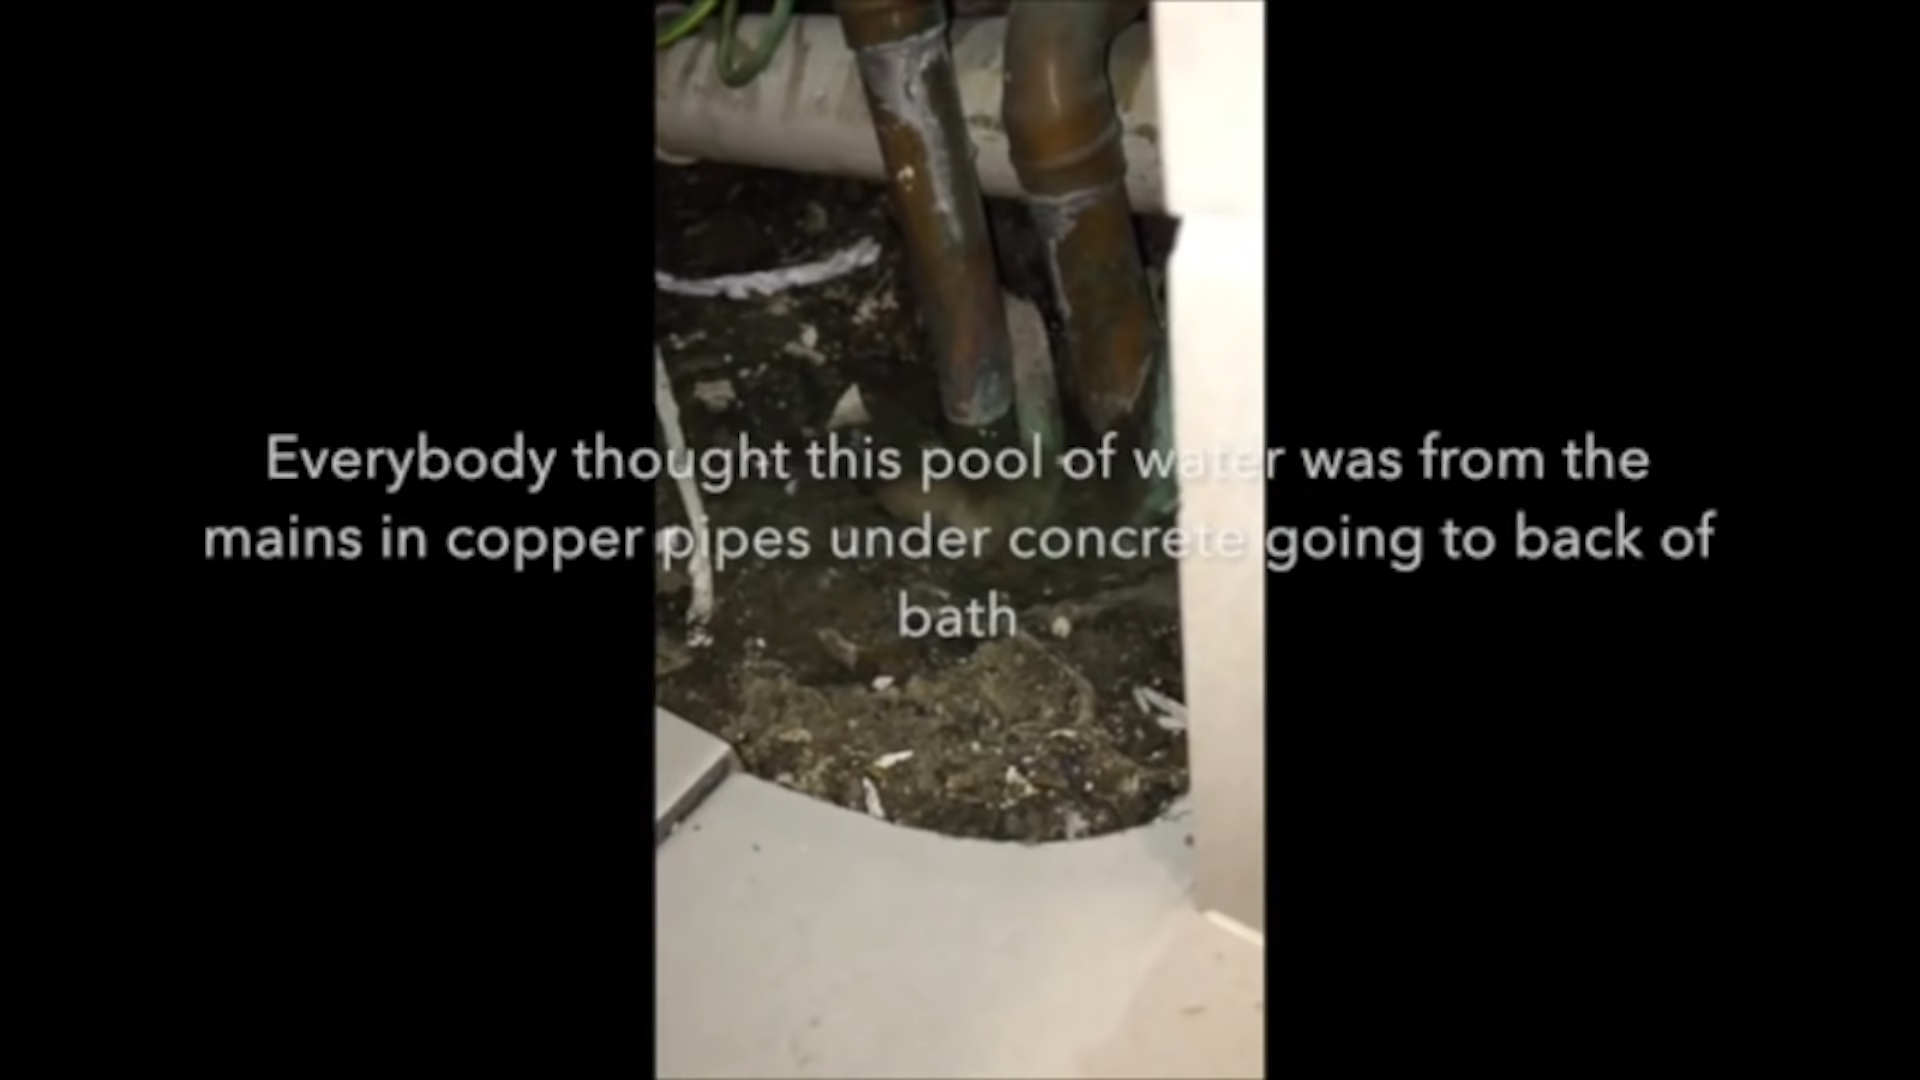 Everybody thought this pool of water was from the
mains in copper pipes under concrete going to back of
bath